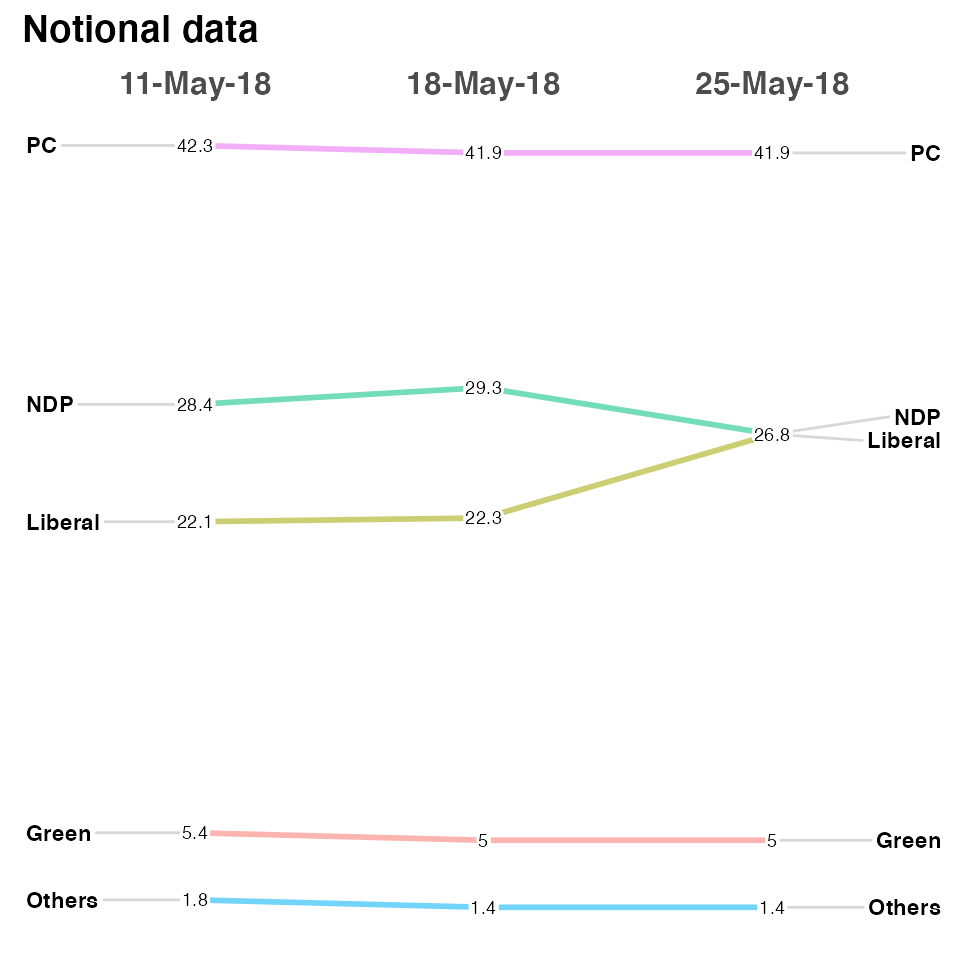 Notional data
11-May-18 18-May-18 25-May-18
PC 42.3 41.9 41.9 PC
NDP 28.4 29.3 26.8 NDP
Liberal
Liberal 22.1 22.3
Green 5.4 5 5 Green
Others 1.8 1.4 1.4 Others